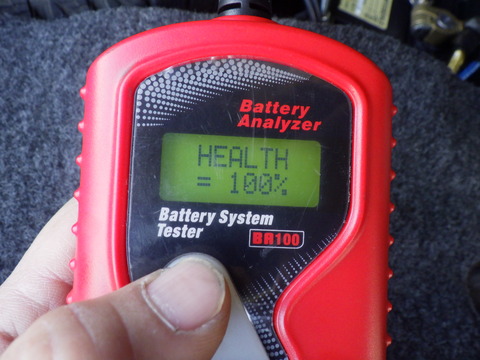 Battery
Analyzer
HEALTH
= 100%
Battery System
Tester
BA100